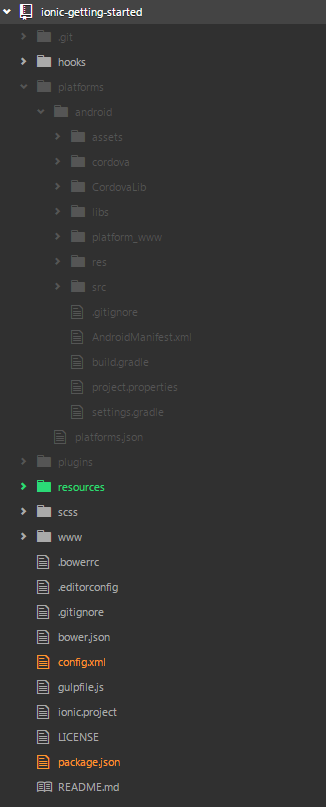 ionic-getting-started
.git
hooks
platforms
android
assets
cordova
CordovaLib
libs
platform_www
res
src
.gitignore
AndroidManifest.xml
build.gradle
project.properties
settings.gradle
platforms.json
plugins
resources
scss
www
.bowerrc
.editorconfig
.gitignore
bower.json
config.xml
gulpfile.js
ionic.project
LICENSE
package.json
README.md